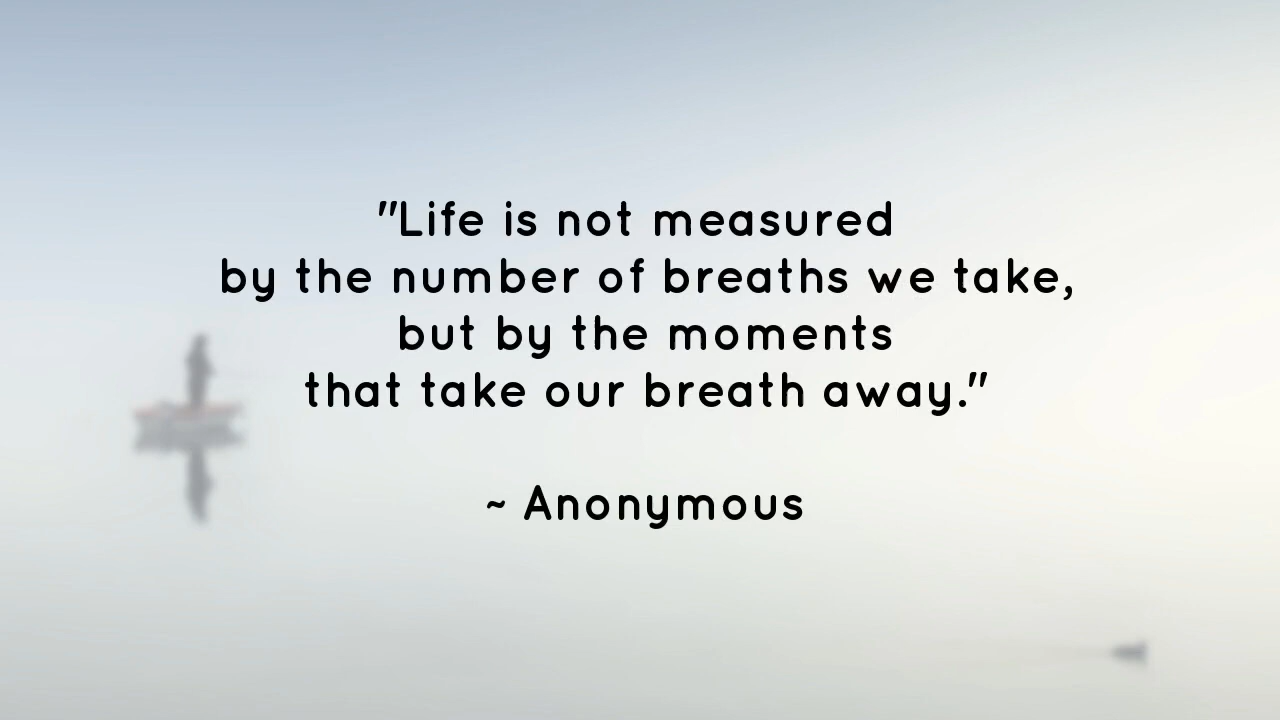 "Life is not measured
by the number of breaths we take,
but by the moments
that take our breath away."
~ Anonymous